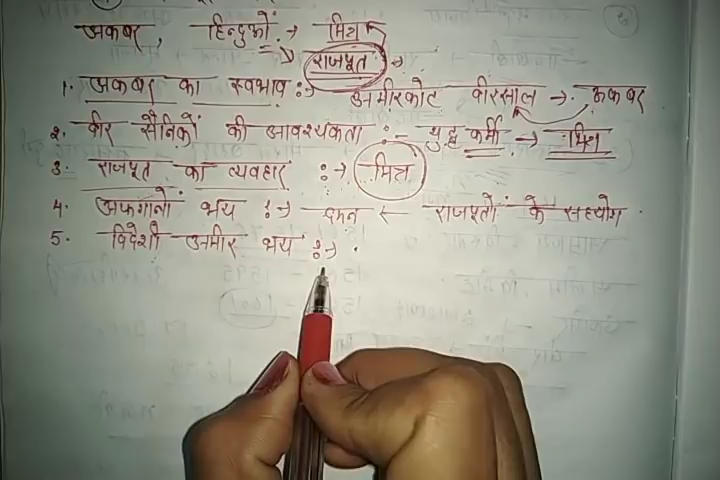 अकबर, हिन्दुओं :→ मित्र
राजपूत :→
1. अकबर का स्वभाव :→ अमीरकोट वीरसाल → अकबर
2. वीर सैनिकों की आवश्यकता :- युद्ध कर्मी → मित्र
3. राजपूत का व्यवहार :→ मित्र
4. अफगानों भय :→ दमन ← राजपूतों के सहयोग .
5. विदेशी अमीर भय :→ .